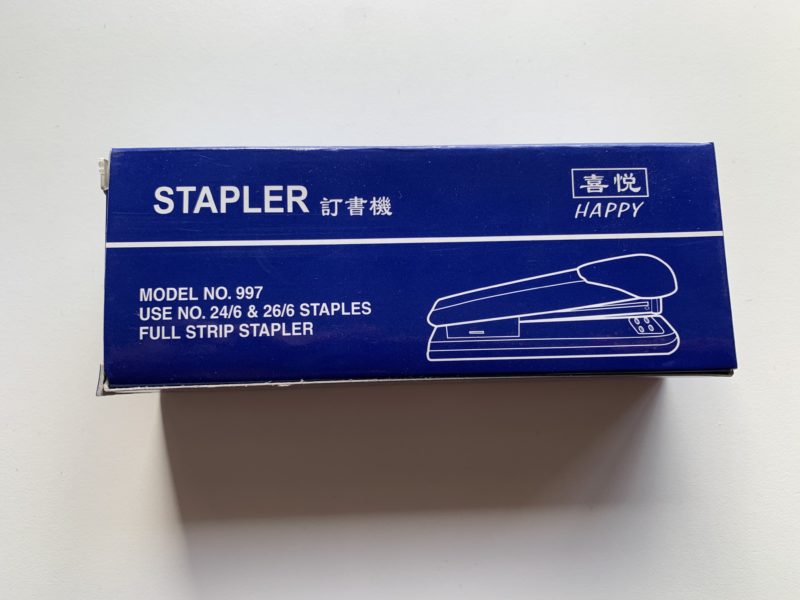 STAPLER 訂書機
喜悦
HAPPY
MODEL NO. 997
USE NO. 24/6 & 26/6 STAPLES
FULL STRIP STAPLER